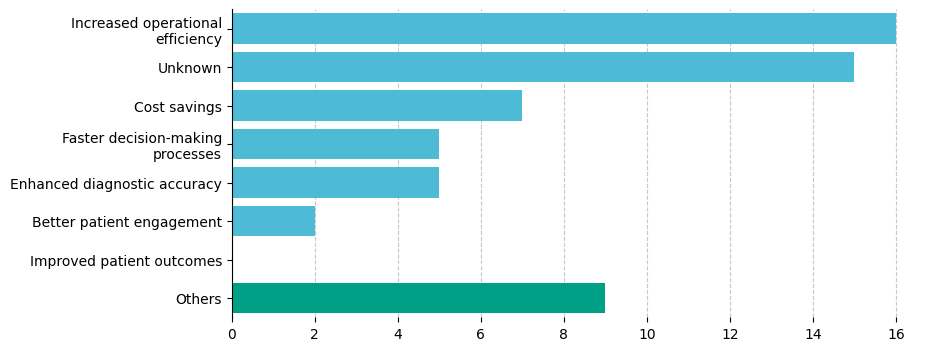 Increased operational
efficiency
Unknown
Cost savings
Faster decision-making
processes
Enhanced diagnostic accuracy
Better patient engagement
Improved patient outcomes
Others
0 2 4 6 8 10 12 14 16